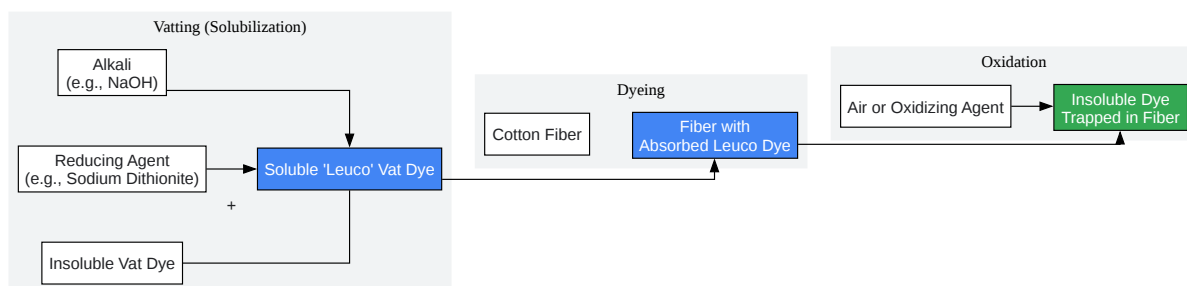 Vatting (Solubilization)
Alkali
(e.g., NaOH)
Reducing Agent
(e.g., Sodium Dithionite)
+
Soluble 'Leuco' Vat Dye
Insoluble Vat Dye
Dyeing
Cotton Fiber
Fiber with
Absorbed Leuco Dye
Oxidation
Air or Oxidizing Agent
Insoluble Dye
Trapped in Fiber